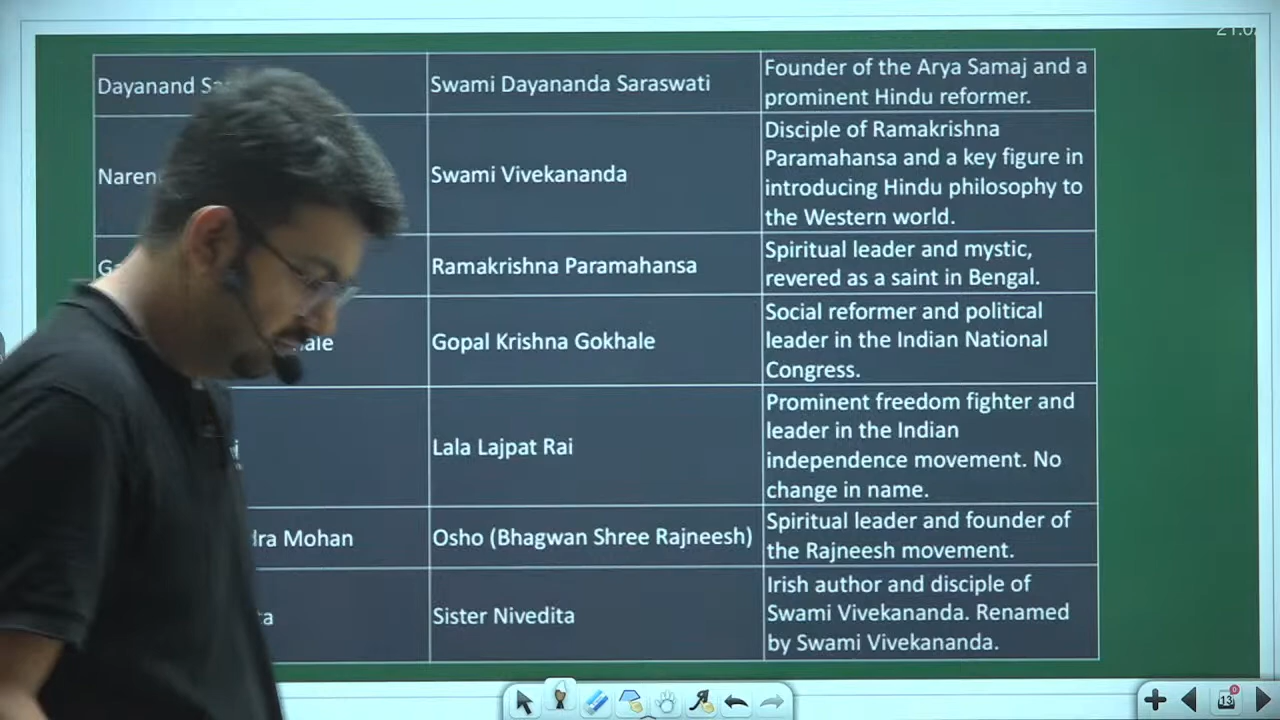 Dayanand
Swami Dayananda Saraswati
Founder of the Arya Samaj and a
prominent Hindu reformer.
Swami Vivekananda
Disciple of Ramakrishna
Paramahansa and a key figure in
introducing Hindu philosophy to
the Western world.
Ramakrishna Paramahansa
Spiritual leader and mystic,
revered as a saint in Bengal.
Gopal Krishna Gokhale
Social reformer and political
leader in the Indian National
Congress.
Lala Lajpat Rai
Prominent freedom fighter and
leader in the Indian
independence movement. No
change in name.
Mohan
Osho (Bhagwan Shree Rajneesh)
Spiritual leader and founder of
the Rajneesh movement.
Sister Nivedita
Irish author and disciple of
Swami Vivekananda. Renamed
by Swami Vivekananda.
13